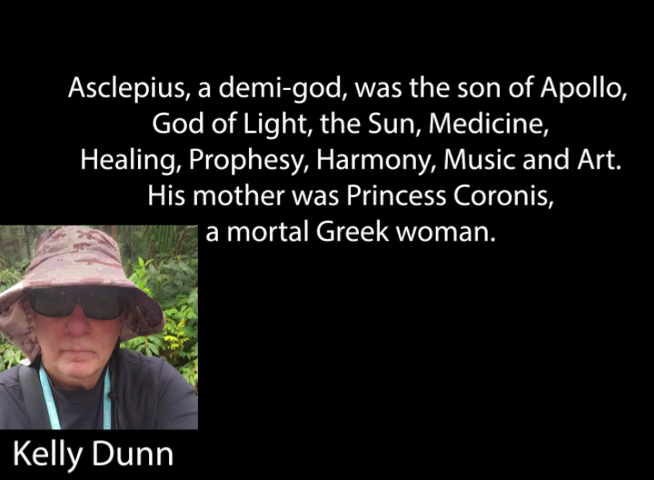 Asclepius, a demi-god, was the son of Apollo,
God of Light, the Sun, Medicine,
Healing, Prophesy, Harmony, Music and Art.
His mother was Princess Coronis,
a mortal Greek woman.
Kelly Dunn